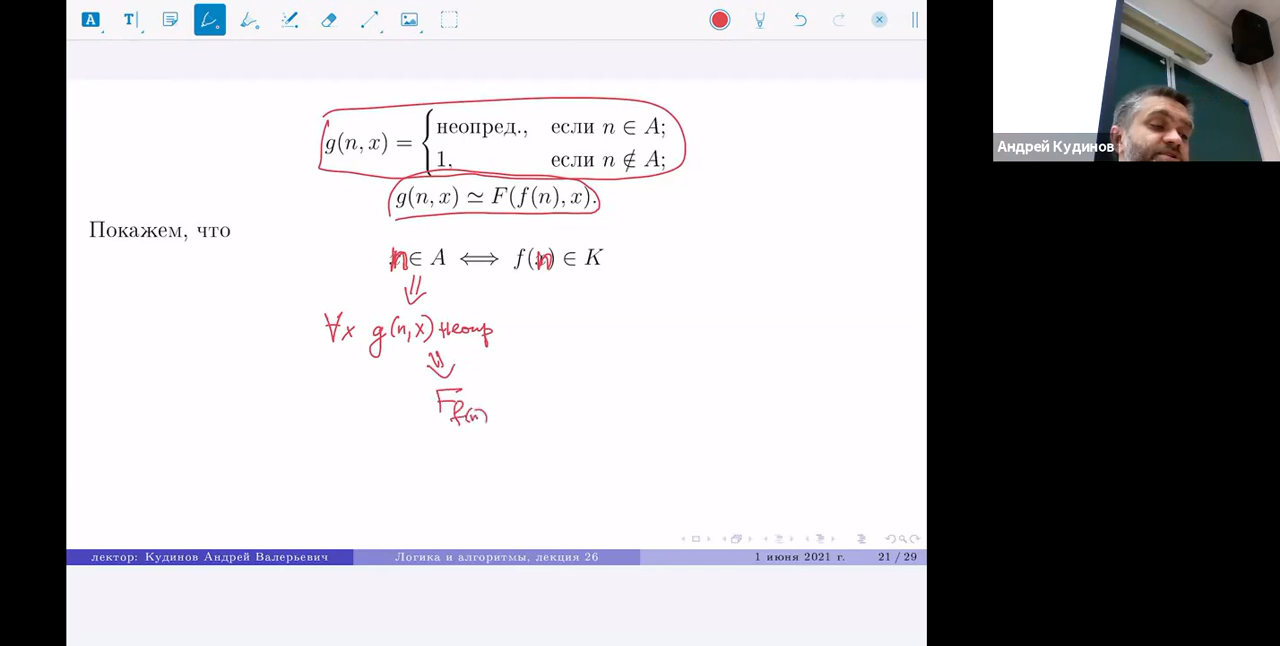 g(n, x) = { неопред., если n ∈ A;
1, если n ∉ A;
g(n, x) ≃ F(f(n), x).
Покажем, что
n ∈ A ⟺ f(n) ∈ K
⇓
∀x g(n,x) неопр
⇓
F_f(n)
лектор: Кудинов Андрей Валерьевич Логика и алгоритмы, лекция 26 1 июня 2021 г. 21 / 29
Андрей Кудинов
A T